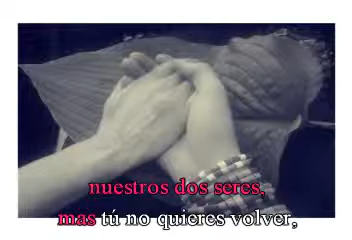 nuestros dos seres,
mas tú no quieres volver,